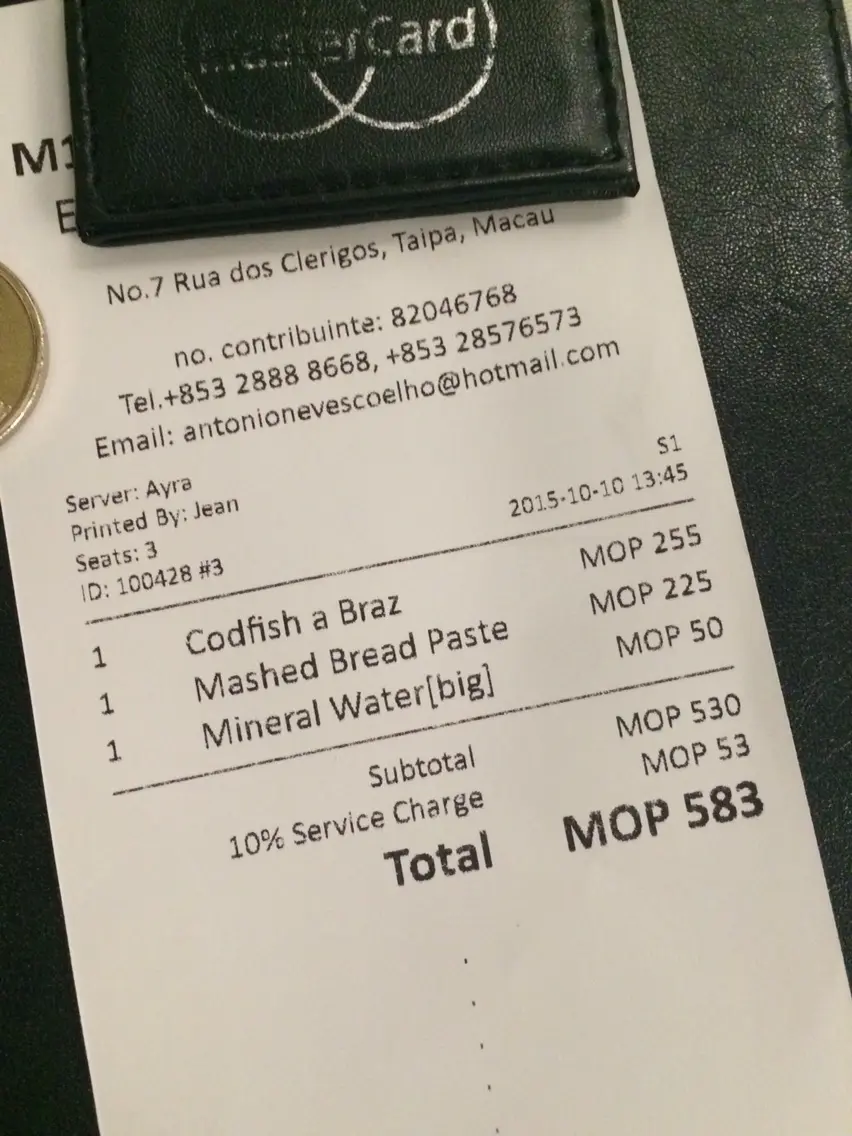 MasterCard
No.7 Rua dos Clerigos, Taipa, Macau
no. contribuinte: 82046768
Tel.+853 2888 8668, +853 28576573
Email: antonionevescoelho@hotmail.com
Server: Ayra
Printed By: Jean
Seats: 3
ID: 100428 #3
S1
2015-10-10 13:45
1 Codfish a Braz MOP 255
1 Mashed Bread Paste MOP 225
1 Mineral Water[big] MOP 50
Subtotal MOP 530
10% Service Charge MOP 53
Total MOP 583